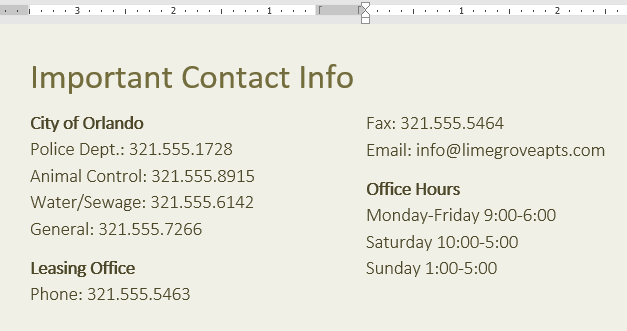 3 2 1 1 2
Important Contact Info
City of Orlando
Police Dept.: 321.555.1728
Animal Control: 321.555.8915
Water/Sewage: 321.555.6142
General: 321.555.7266
Leasing Office
Phone: 321.555.5463
Fax: 321.555.5464
Email: info@limegroveapts.com
Office Hours
Monday-Friday 9:00-6:00
Saturday 10:00-5:00
Sunday 1:00-5:00